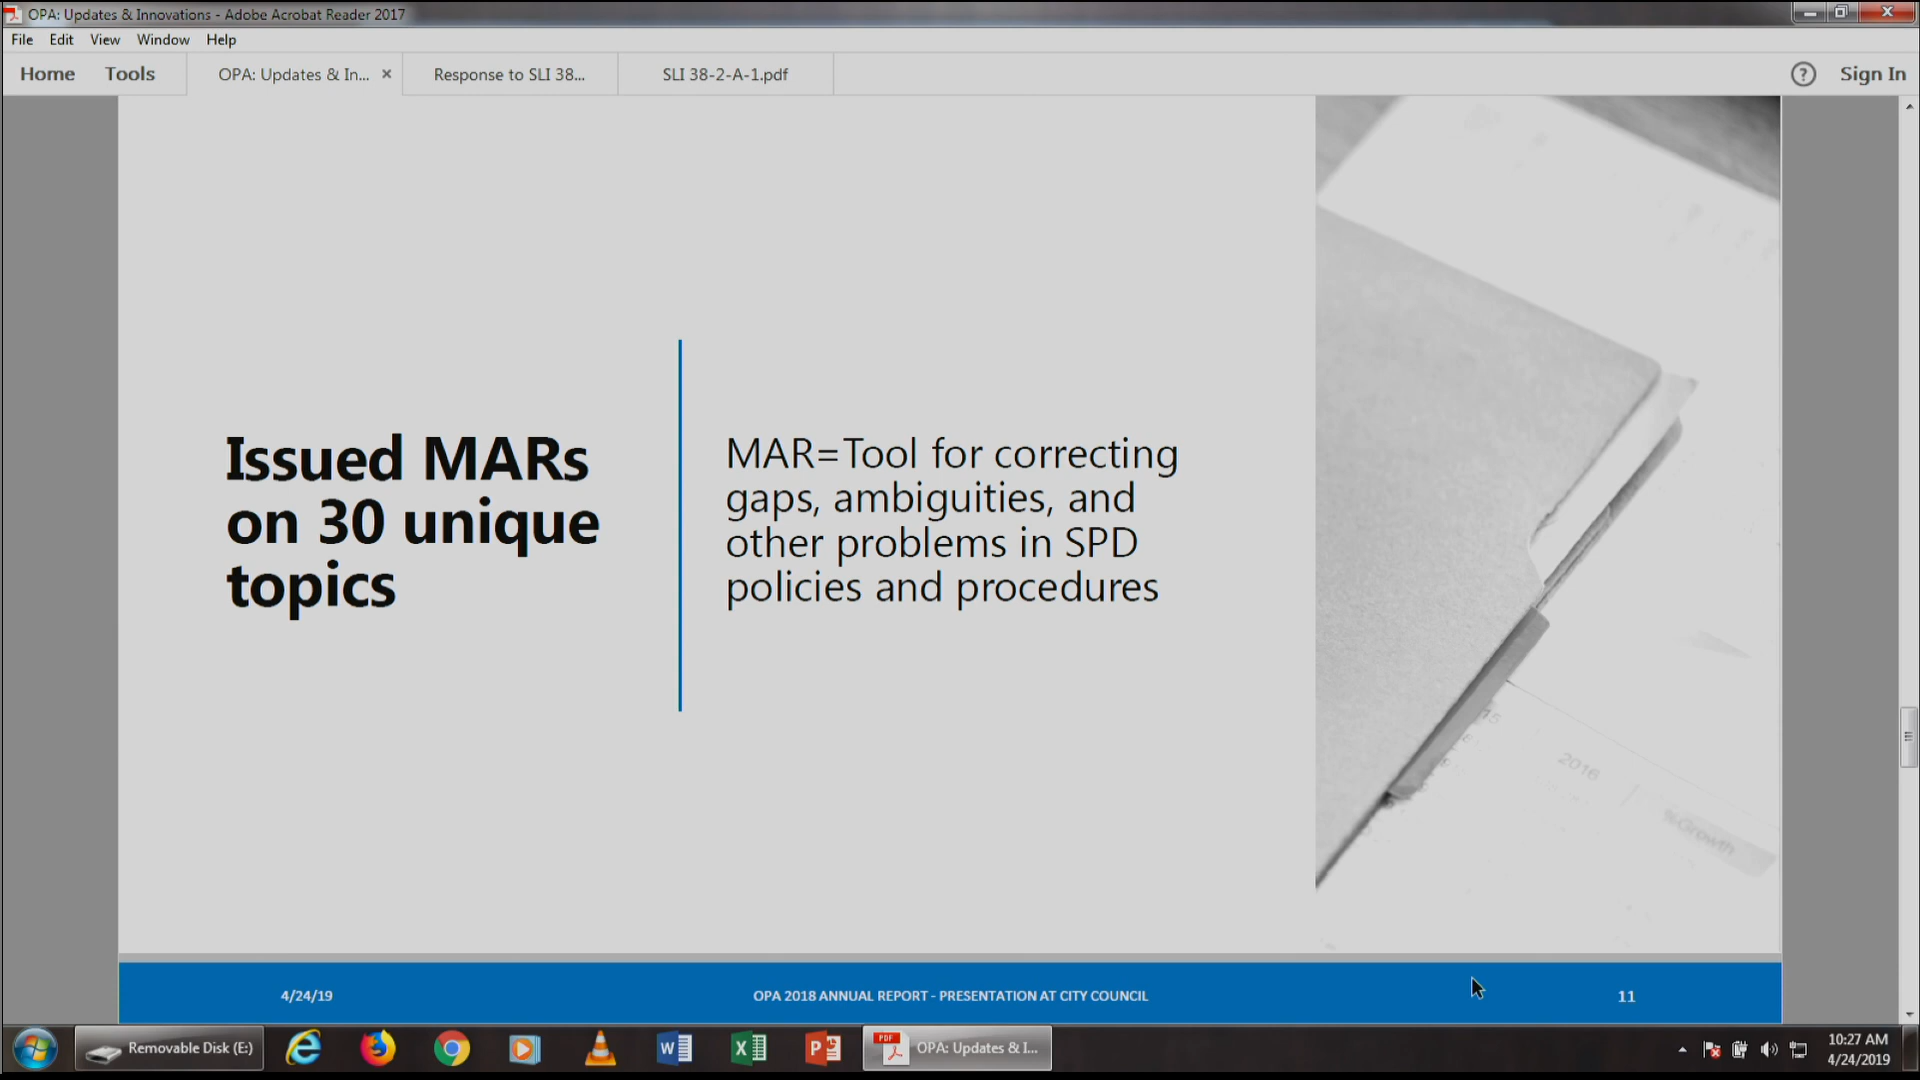 OPA: Updates & Innovations - Adobe Acrobat Reader 2017
File Edit View Window Help
Home Tools OPA: Updates & In... × Response to SLI 38... SLI 38-2-A-1.pdf ? Sign In
Issued MARs
on 30 unique
topics
MAR=Tool for correcting
gaps, ambiguities, and
other problems in SPD
policies and procedures
2016
%Growth
4/24/19 OPA 2018 ANNUAL REPORT - PRESENTATION AT CITY COUNCIL 11
Removable Disk (E:) OPA: Updates & I...
10:27 AM
4/24/2019